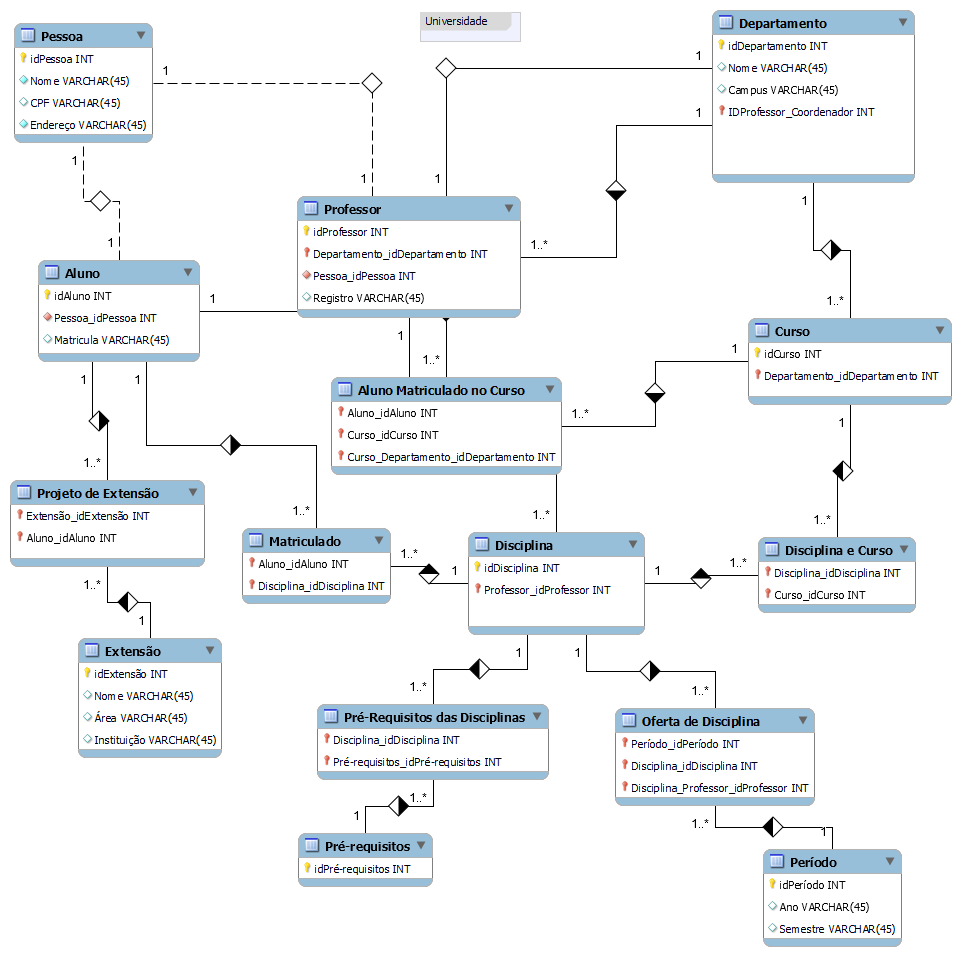 Universidade
Pessoa
idPessoa INT
Nome VARCHAR(45)
CPF VARCHAR(45)
Endereço VARCHAR(45)
1
1
1
1
Departamento
idDepartamento INT
Nome VARCHAR(45)
Campus VARCHAR(45)
IDProfessor_Coordenador INT
1
1
1
1..*
1
1..*
Professor
idProfessor INT
Departamento_idDepartamento INT
Pessoa_idPessoa INT
Registro VARCHAR(45)
Aluno
idAluno INT
Pessoa_idPessoa INT
Matricula VARCHAR(45)
1
1
1..*
1
1
Curso
idCurso INT
Departamento_idDepartamento INT
1
1..*
1
Aluno Matriculado no Curso
Aluno_idAluno INT
Curso_idCurso INT
Curso_Departamento_idDepartamento INT
1..*
1..*
1..*
1..*
Projeto de Extensão
Extensão_idExtensão INT
Aluno_idAluno INT
1..*
1
Matriculado
Aluno_idAluno INT
Disciplina_idDisciplina INT
1..*
1
Disciplina
idDisciplina INT
Professor_idProfessor INT
1
1..*
Disciplina e Curso
Disciplina_idDisciplina INT
Curso_idCurso INT
Extensão
idExtensão INT
Nome VARCHAR(45)
Área VARCHAR(45)
Instituição VARCHAR(45)
1
1
1..*
1..*
Pré-Requisitos das Disciplinas
Disciplina_idDisciplina INT
Pré-requisitos_idPré-requisitos INT
1..*
1
Oferta de Disciplina
Período_idPeríodo INT
Disciplina_idDisciplina INT
Disciplina_Professor_idProfessor INT
1..*
1
Pré-requisitos
idPré-requisitos INT
Período
idPeríodo INT
Ano VARCHAR(45)
Semestre VARCHAR(45)